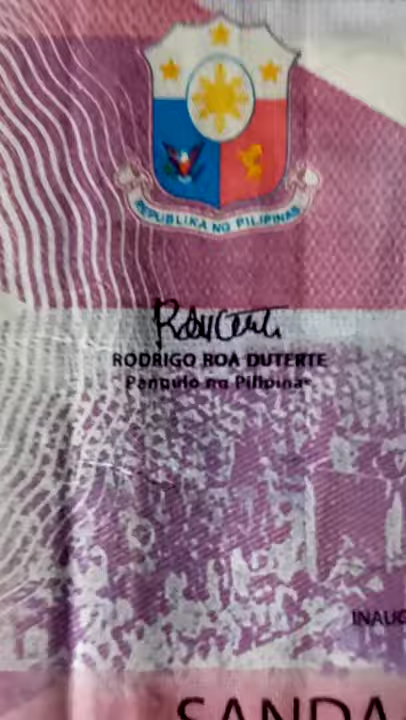 REPUBLIKA NG PILIPINAS
RODRIGO ROA DUTERTE
Pangulo ng Pilipinas
INAUG
SANDA